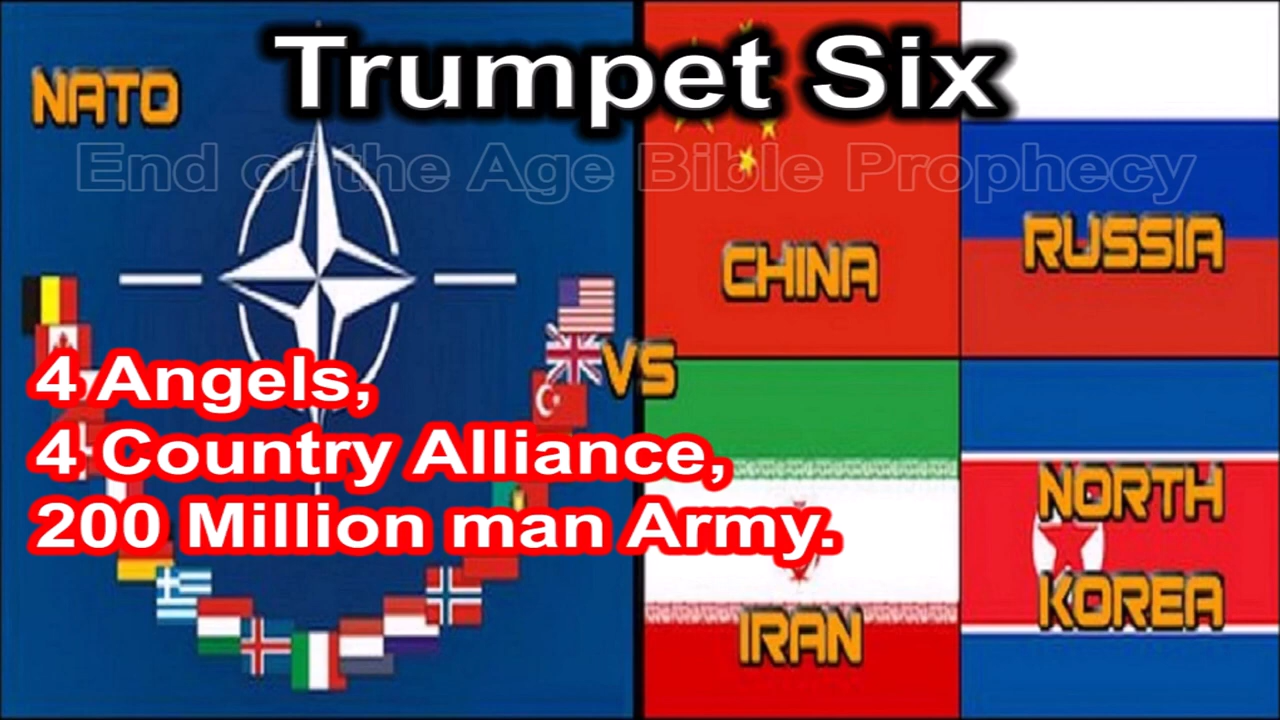 Trumpet Six
NATO
End of the Age Bible Prophecy
CHINA
RUSSIA
VS
4 Angels,
4 Country Alliance,
200 Million man Army.
NORTH
KOREA
IRAN